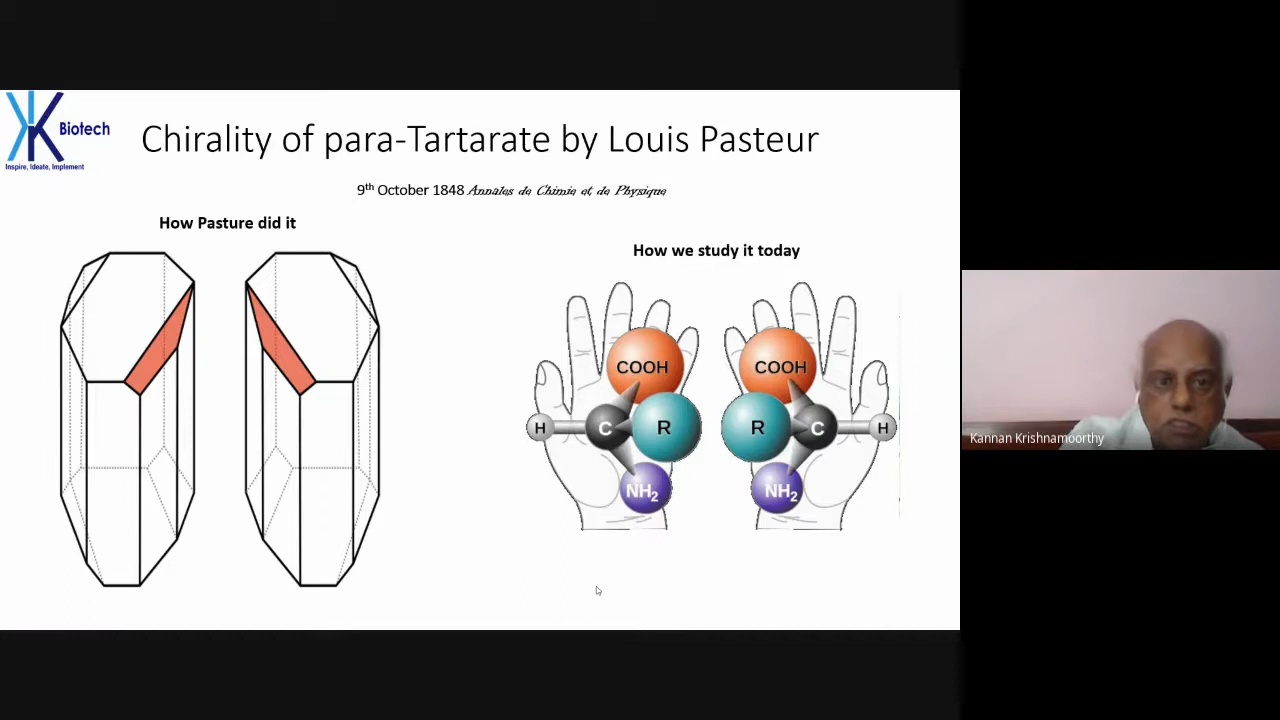 KK Biotech
Inspire, Ideate, Implement
Chirality of para-Tartarate by Louis Pasteur
9th October 1848 Annales de Chimie et de Physique
How Pasture did it
How we study it today
COOH
COOH
H
C
R
R
C
H
NH2
NH2
Kannan Krishnamoorthy